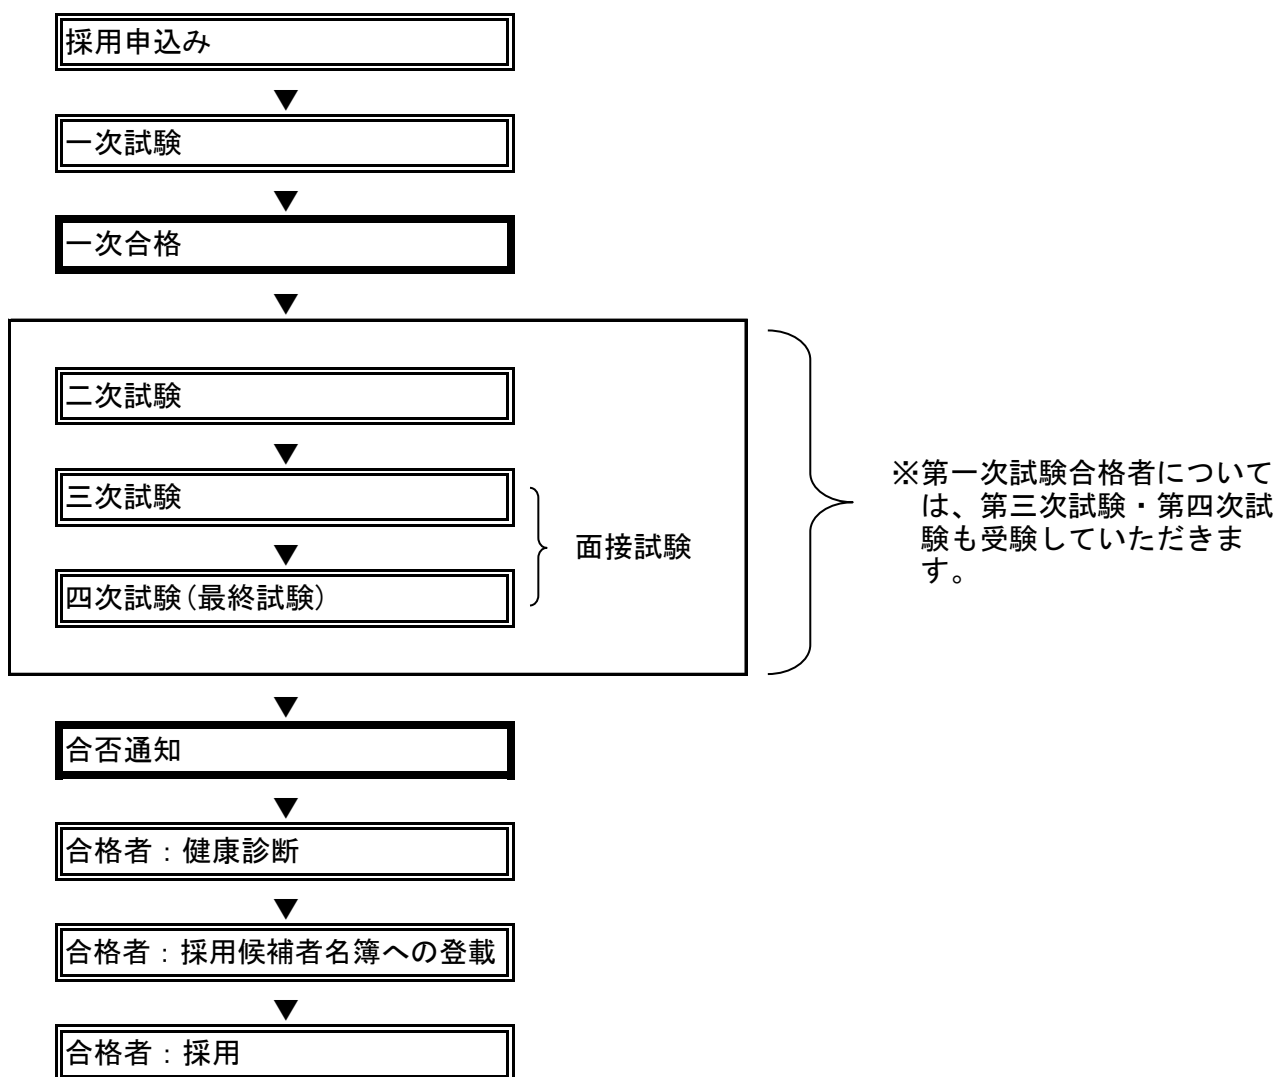 採用申込み
▼
一次試験
▼
一次合格
▼
二次試験
▼
三次試験
▼
面接試験
四次試験(最終試験)
※第一次試験合格者について
は、第三次試験・第四次試
験も受験していただきま
す。
▼
合否通知
▼
合格者:健康診断
▼
合格者:採用候補者名簿への登載
▼
合格者:採用